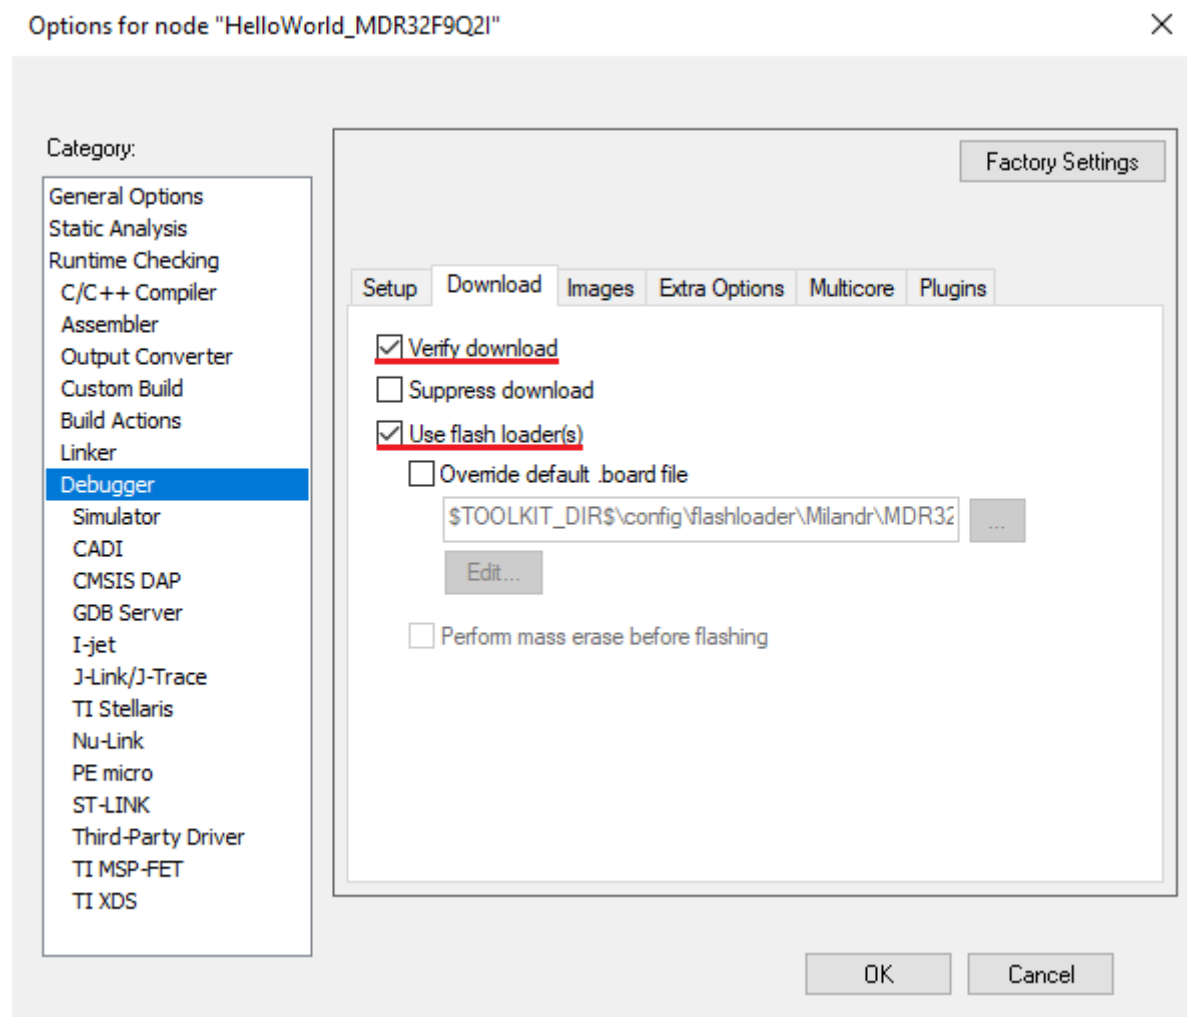 Options for node "HelloWorld_MDR32F9Q2I"
Category:
Factory Settings
General Options
Static Analysis
Runtime Checking
C/C++ Compiler
Assembler
Output Converter
Custom Build
Build Actions
Linker
Debugger
Simulator
CADI
CMSIS DAP
GDB Server
I-jet
J-Link/J-Trace
TI Stellaris
Nu-Link
PE micro
ST-LINK
Third-Party Driver
TI MSP-FET
TI XDS
Setup Download Images Extra Options Multicore Plugins
Verify download
Suppress download
Use flash loader(s)
Override default .board file
$TOOLKIT_DIR$\config\flashloader\Milandr\MDR32
...
Edit...
Perform mass erase before flashing
OK Cancel